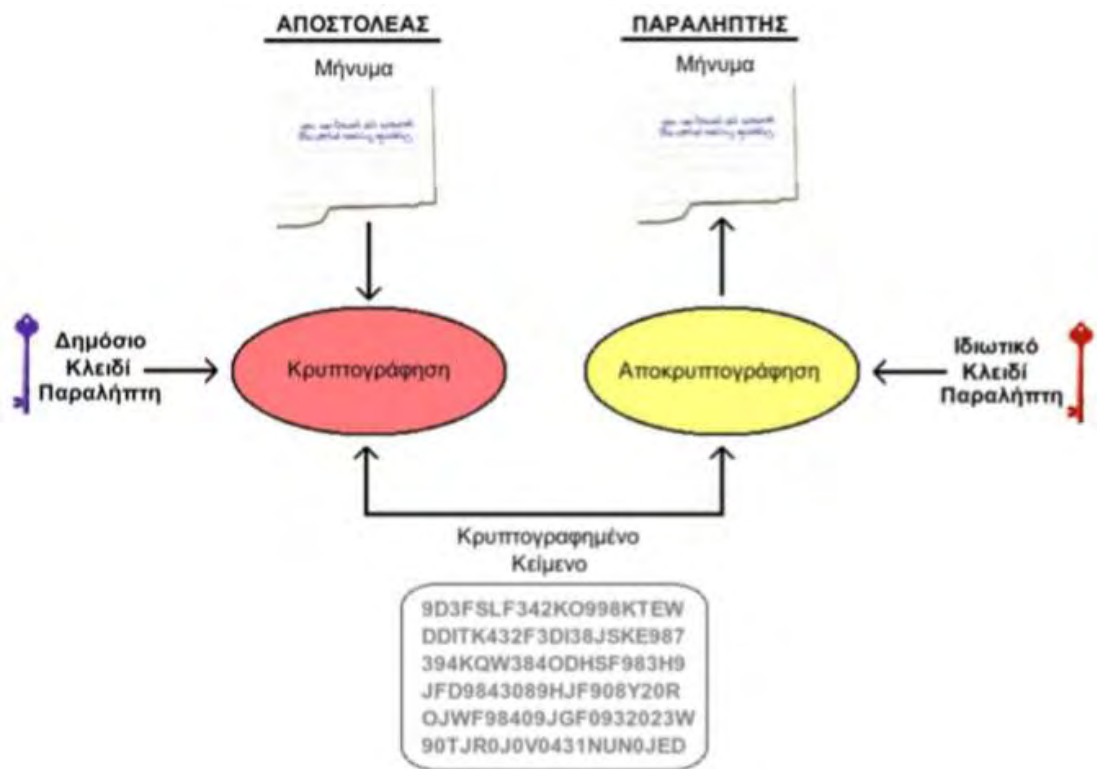 ΑΠΟΣΤΟΛΕΑΣ
Μήνυμα
ΠΑΡΑΛΗΠΤΗΣ
Μήνυμα
Δημόσιο
Κλειδί
Παραλήπτη
Κρυπτογράφηση
Αποκρυπτογράφηση
Ιδιωτικό
Κλειδί
Παραλήπτη
Κρυπτογραφημένο
Κείμενο
9D3FSLF342KO998KTEW
DDITK432F3DI38JSKE987
394KQW384ODHSF983H9
JFD9843089HJF908Y20R
OJWF98409JGF0932023W
90TJR0J0V0431NUN0JED